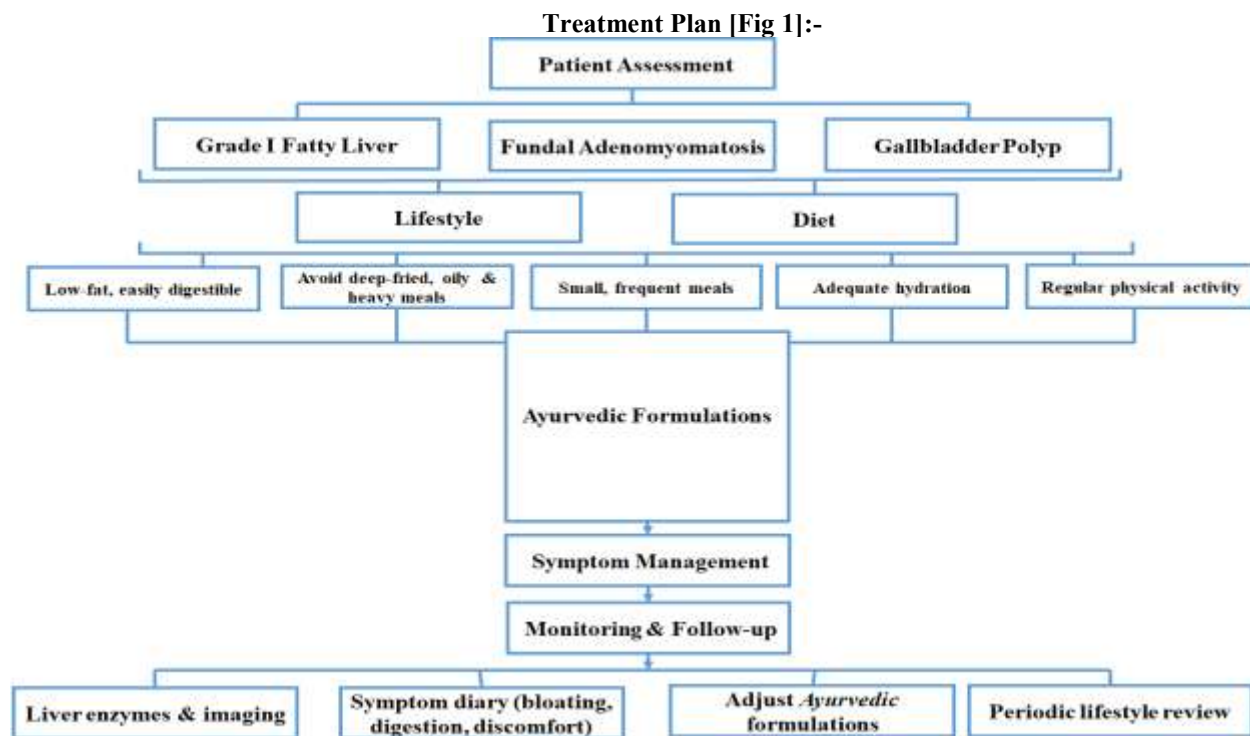 Treatment Plan [Fig 1]:-
Patient Assessment
Grade I Fatty Liver
Fundal Adenomyomatosis
Gallbladder Polyp
Lifestyle
Diet
Low-fat, easily digestible
Avoid deep-fried, oily &
heavy meals
Small, frequent meals
Adequate hydration
Regular physical activity
Ayurvedic Formulations
Symptom Management
Monitoring & Follow-up
Liver enzymes & imaging
Symptom diary (bloating,
digestion, discomfort)
Adjust Ayurvedic
formulations
Periodic lifestyle review